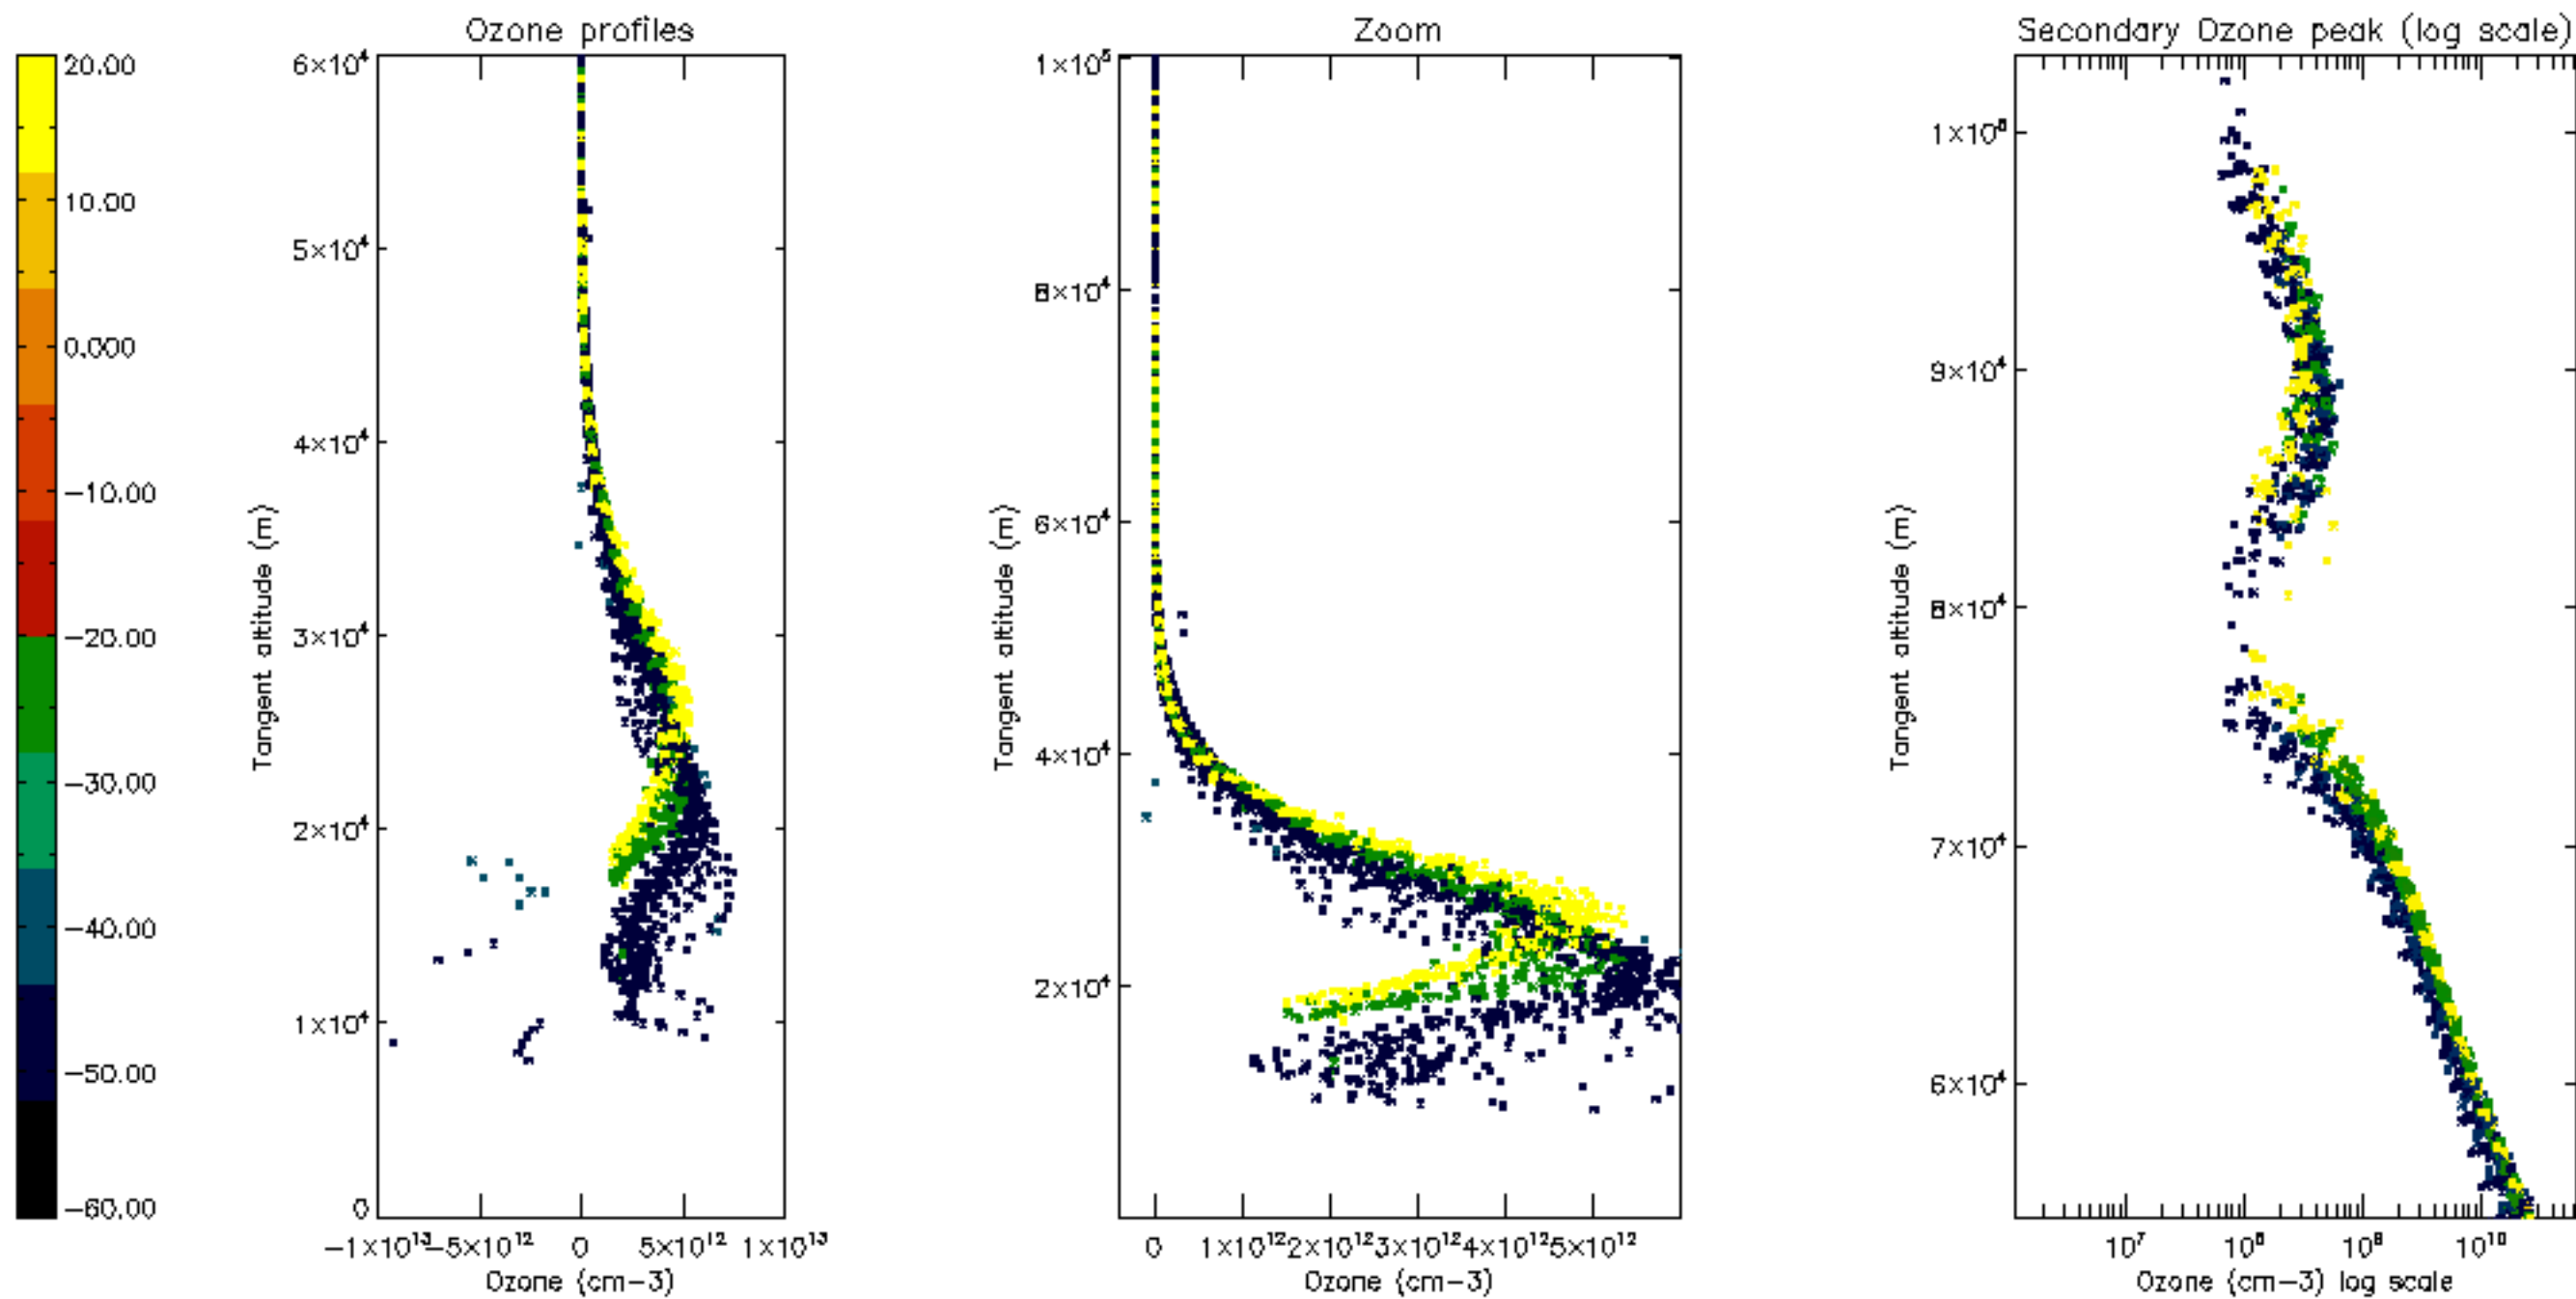 Ozone profiles
Zoom
Secondary Ozone peak (log scale)
20.00
10.00
0.000
−10.00
−20.00
−30.00
−40.00
−50.00
−60.00
6×10⁴
5×10⁴
4×10⁴
3×10⁴
2×10⁴
1×10⁴
0
Tangent altitude (m)
−1×10¹³ −5×10¹² 0 5×10¹² 1×10¹³
Ozone (cm−3)
1×10⁵
8×10⁴
6×10⁴
4×10⁴
2×10⁴
Tangent altitude (m)
0 1×10¹² 2×10¹² 3×10¹² 4×10¹² 5×10¹²
Ozone (cm−3)
1×10⁵
9×10⁴
8×10⁴
7×10⁴
6×10⁴
Tangent altitude (m)
10⁷ 10⁸ 10⁹ 10¹⁰
Ozone (cm−3) log scale